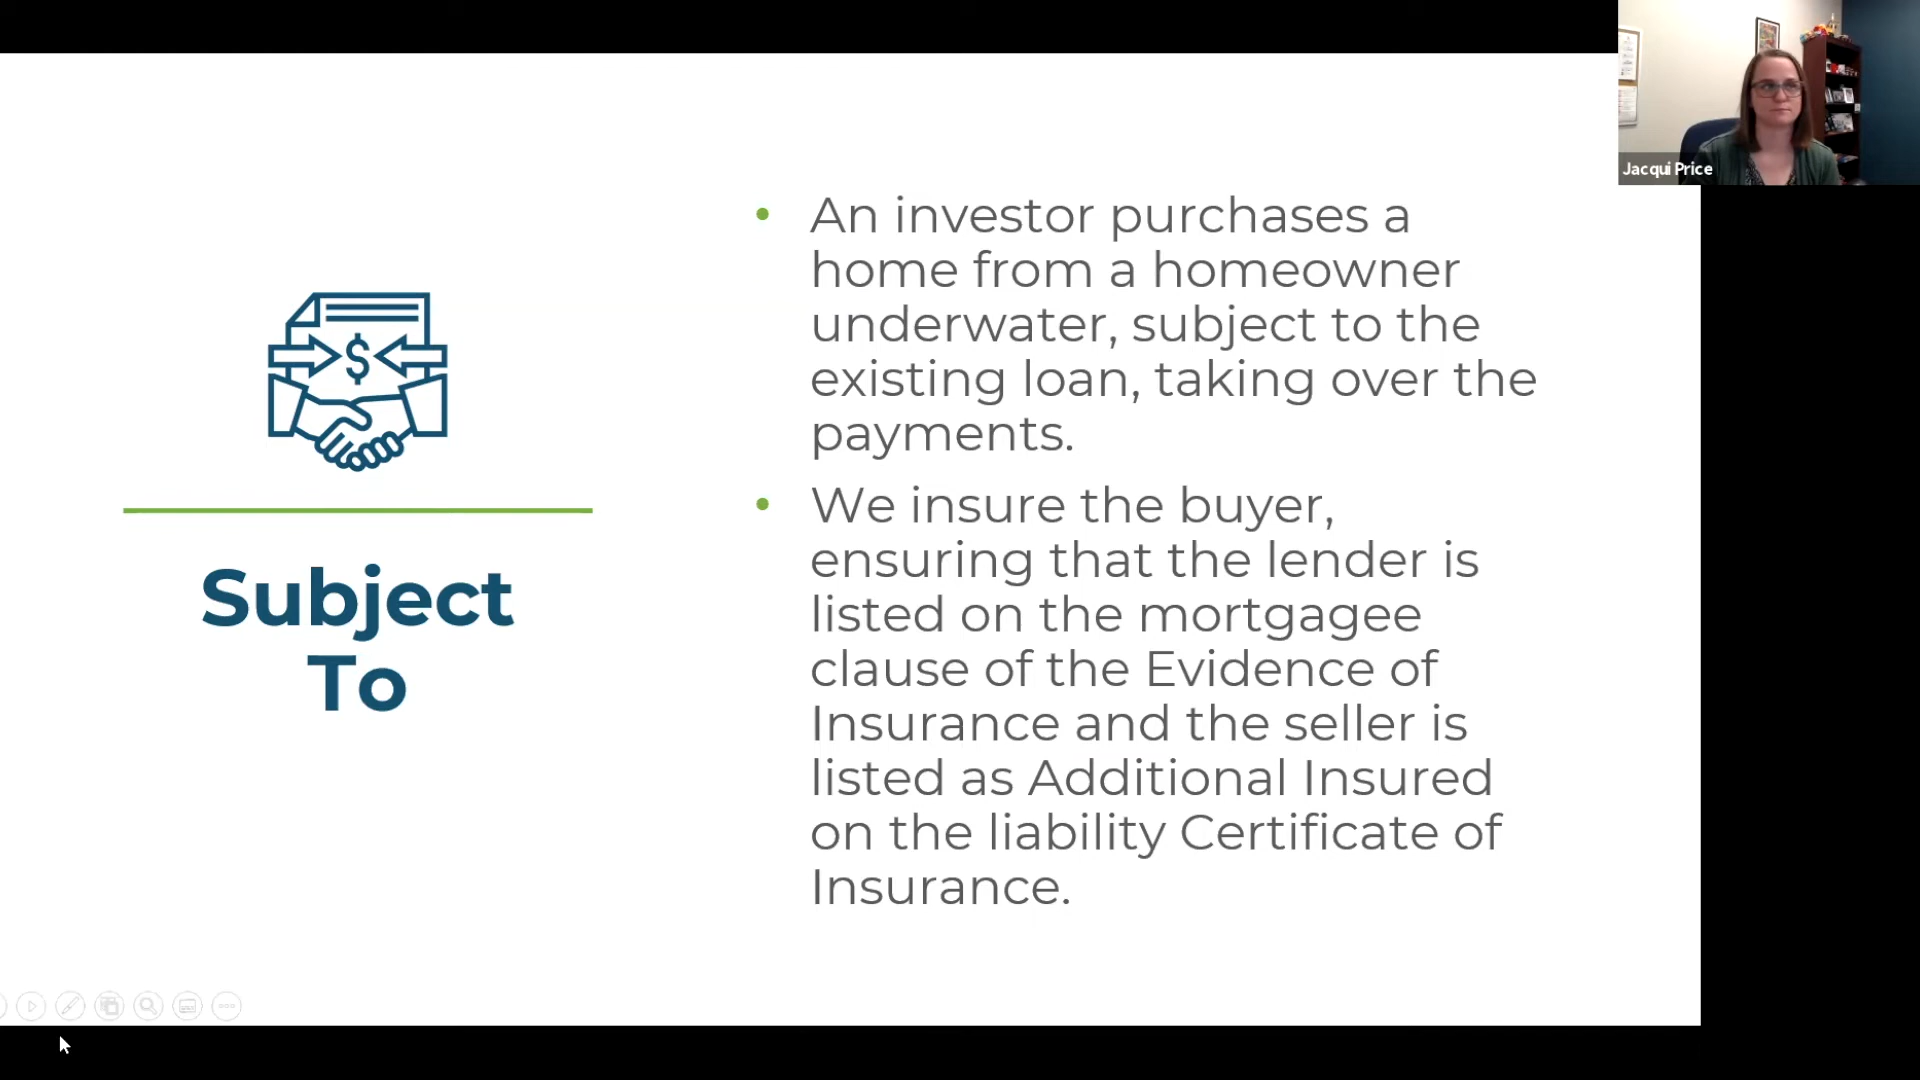 Jacqui Price
Subject
To
• An investor purchases a
home from a homeowner
underwater, subject to the
existing loan, taking over the
payments.
• We insure the buyer,
ensuring that the lender is
listed on the mortgagee
clause of the Evidence of
Insurance and the seller is
listed as Additional Insured
on the liability Certificate of
Insurance.
$